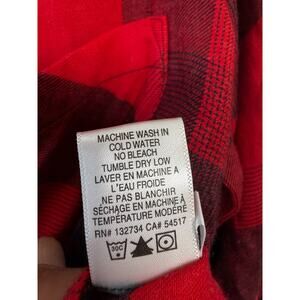 MACHINE WASH IN
COLD WATER
NO BLEACH
TUMBLE DRY LOW
LAVER EN MACHINE À
L'EAU FROIDE
NE PAS BLANCHIR
SÉCHAGE EN MACHINE À
TEMPÉRATURE MODÉRÉ
RN# 132734 CA# 54517
30C